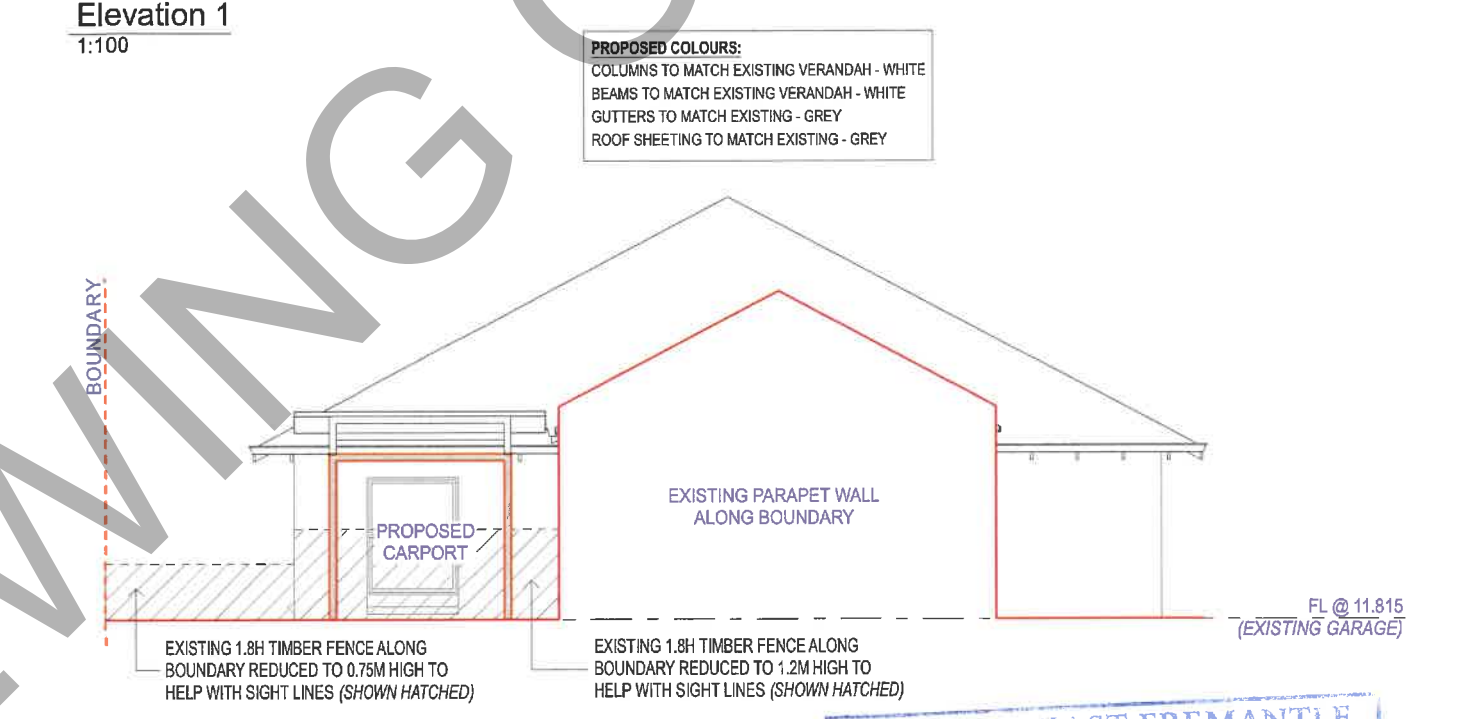 Elevation 1
1:100
PROPOSED COLOURS:
COLUMNS TO MATCH EXISTING VERANDAH - WHITE
BEAMS TO MATCH EXISTING VERANDAH - WHITE
GUTTERS TO MATCH EXISTING - GREY
ROOF SHEETING TO MATCH EXISTING - GREY
BOUNDARY
EXISTING PARAPET WALL
ALONG BOUNDARY
PROPOSED
CARPORT
FL @ 11.815
(EXISTING GARAGE)
EXISTING 1.8H TIMBER FENCE ALONG
BOUNDARY REDUCED TO 0.75M HIGH TO
HELP WITH SIGHT LINES (SHOWN HATCHED)
EXISTING 1.8H TIMBER FENCE ALONG
BOUNDARY REDUCED TO 1.2M HIGH TO
HELP WITH SIGHT LINES (SHOWN HATCHED)
FREMANTLE